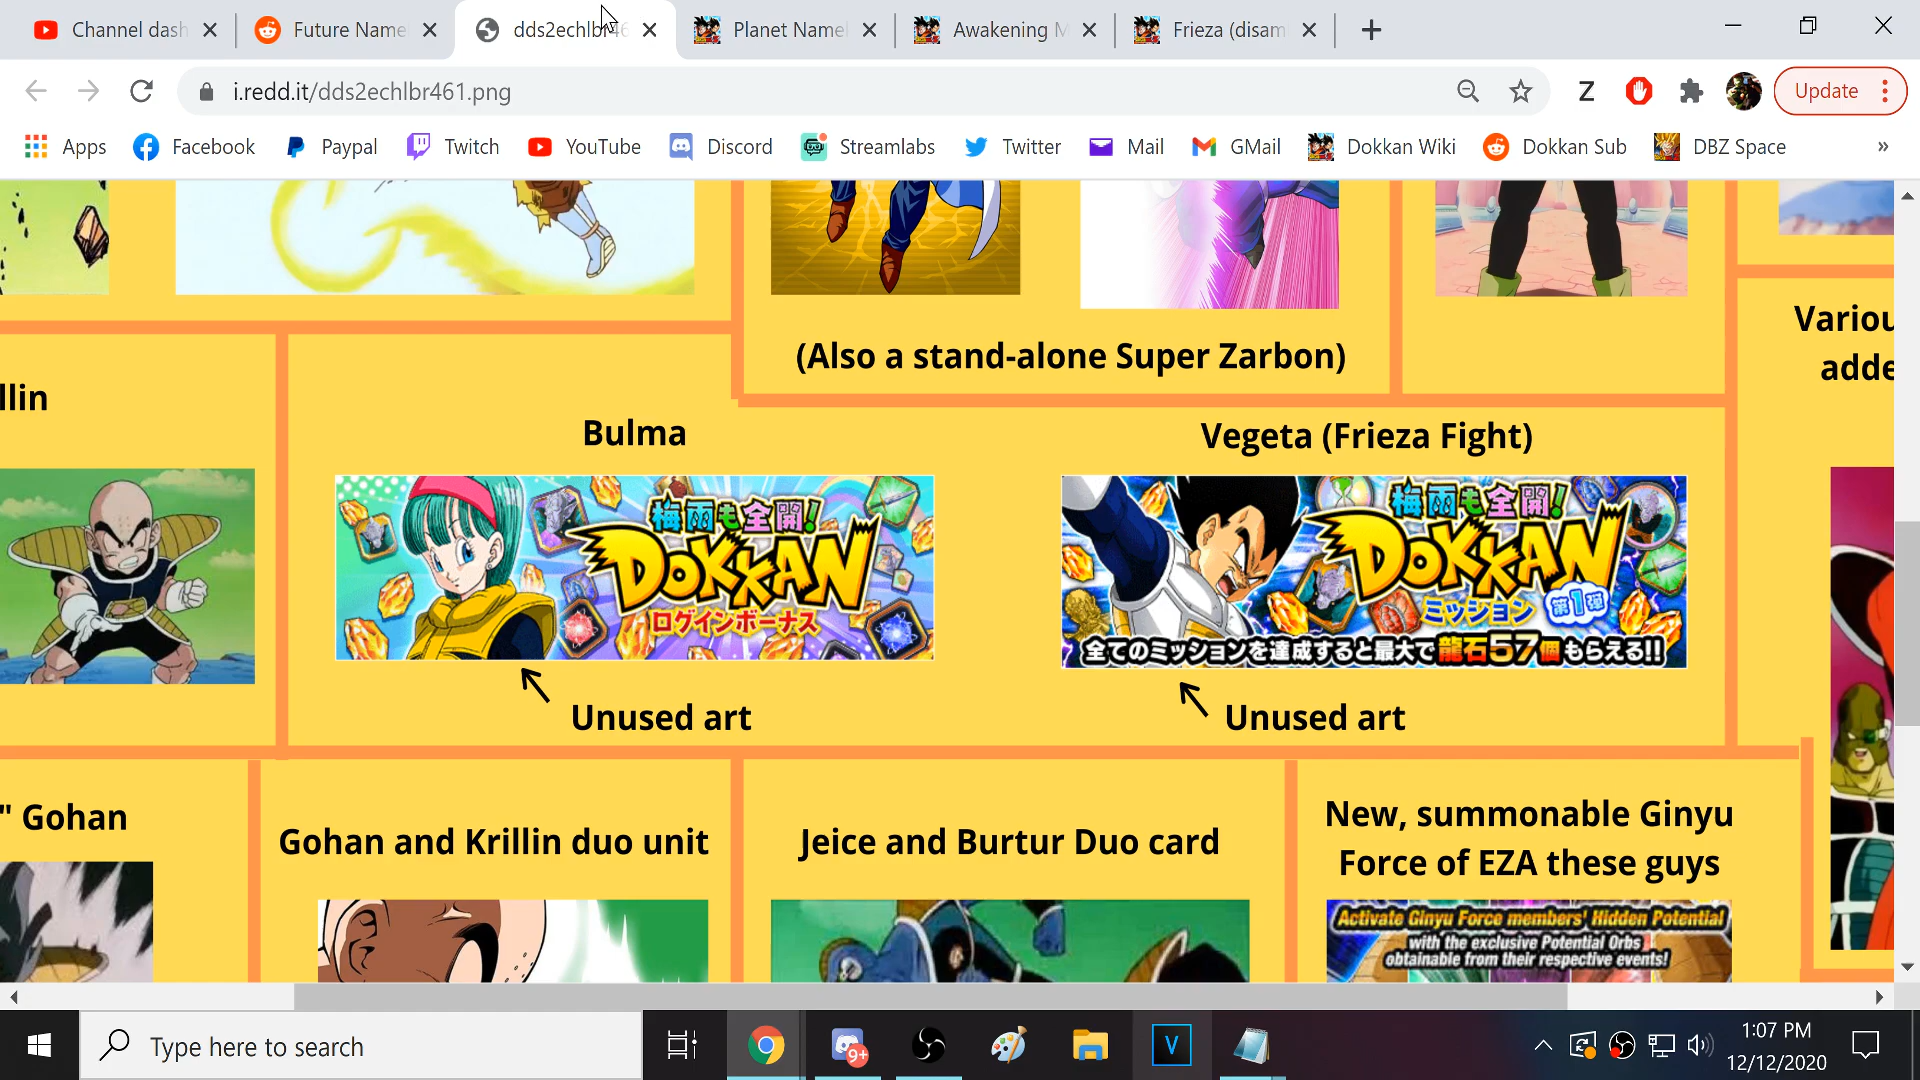 Channel dash
Future Name
dds2echlbr46
Planet Name
Awakening M
Frieza (disam
i.redd.it/dds2echlbr461.png
Update
Apps
Facebook
Paypal
Twitch
YouTube
Discord
Streamlabs
Twitter
Mail
GMail
Dokkan Wiki
Dokkan Sub
DBZ Space
»
(Also a stand-alone Super Zarbon)
Variou
adde
llin
Bulma
Vegeta (Frieza Fight)
梅雨も全開!
DOKKAN
ログインボーナス
梅雨も全開!
DOKKAN
ミッション 第1弾
全てのミッションを達成すると最大で龍石57個もらえる!!
Unused art
Unused art
" Gohan
Gohan and Krillin duo unit
Jeice and Burtur Duo card
New, summonable Ginyu
Force of EZA these guys
Activate Ginyu Force members' Hidden Potential
with the exclusive Potential Orbs
obtainable from their respective events!
Type here to search
9+
V
1:07 PM
12/12/2020